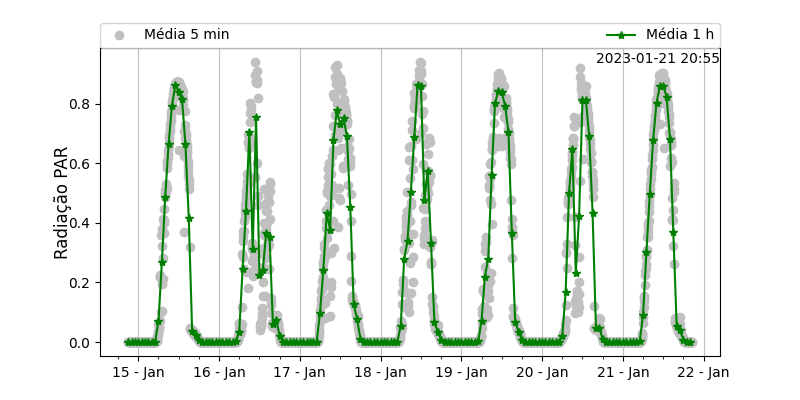 Média 5 min
Média 1 h
2023-01-21 20:55
Radiação PAR
0.8
0.6
0.4
0.2
0.0
15 - Jan
16 - Jan
17 - Jan
18 - Jan
19 - Jan
20 - Jan
21 - Jan
22 - Jan